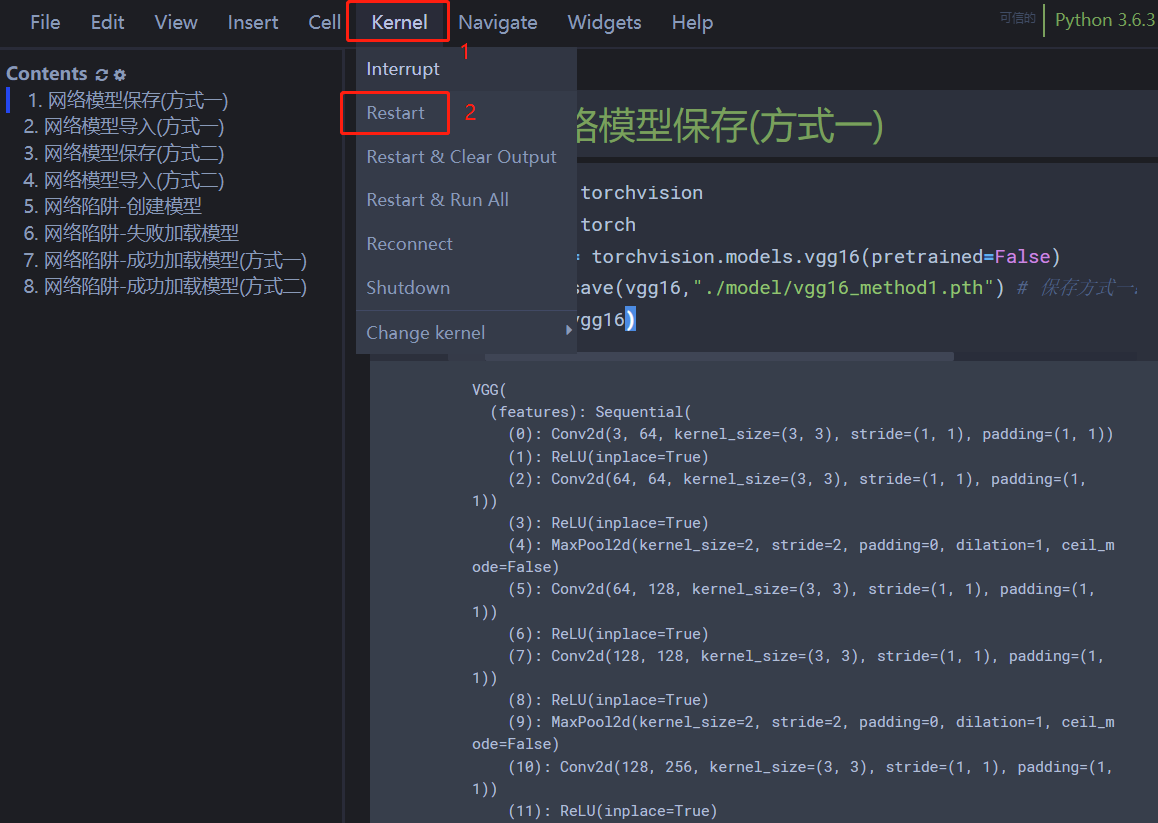 File Edit View Insert Cell Kernel Navigate Widgets Help 可信的 Python 3.6.3
1
Contents
1. 网络模型保存(方式一)
2. 网络模型导入(方式一)
3. 网络模型保存(方式二)
4. 网络模型导入(方式二)
5. 网络陷阱-创建模型
6. 网络陷阱-失败加载模型
7. 网络陷阱-成功加载模型(方式一)
8. 网络陷阱-成功加载模型(方式二)
Interrupt
Restart 2
Restart & Clear Output
Restart & Run All
Reconnect
Shutdown
Change kernel
络模型保存(方式一)
torchvision
torch
= torchvision.models.vgg16(pretrained=False)
save(vgg16,"./model/vgg16_method1.pth") # 保存方式一
vgg16)
VGG(
(features): Sequential(
(0): Conv2d(3, 64, kernel_size=(3, 3), stride=(1, 1), padding=(1, 1))
(1): ReLU(inplace=True)
(2): Conv2d(64, 64, kernel_size=(3, 3), stride=(1, 1), padding=(1,
1))
(3): ReLU(inplace=True)
(4): MaxPool2d(kernel_size=2, stride=2, padding=0, dilation=1, ceil_m
ode=False)
(5): Conv2d(64, 128, kernel_size=(3, 3), stride=(1, 1), padding=(1,
1))
(6): ReLU(inplace=True)
(7): Conv2d(128, 128, kernel_size=(3, 3), stride=(1, 1), padding=(1,
1))
(8): ReLU(inplace=True)
(9): MaxPool2d(kernel_size=2, stride=2, padding=0, dilation=1, ceil_m
ode=False)
(10): Conv2d(128, 256, kernel_size=(3, 3), stride=(1, 1), padding=(1,
1))
(11): ReLU(inplace=True)